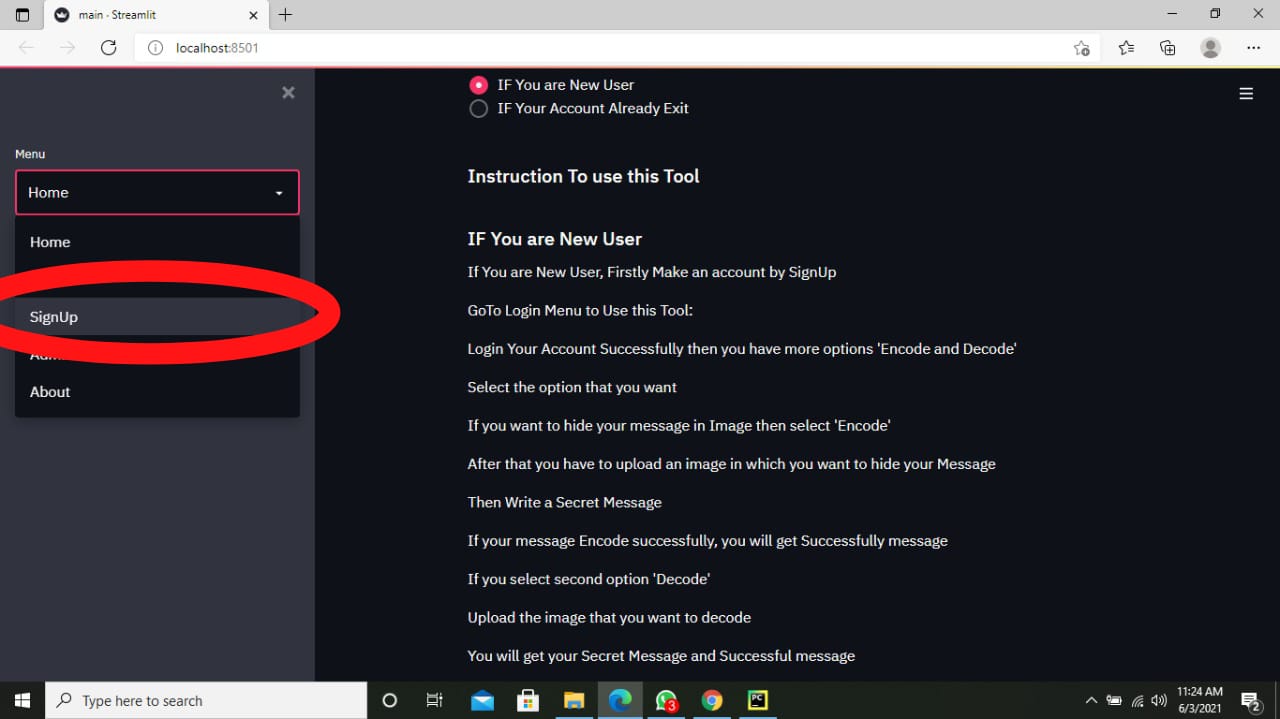 main - Streamlit
localhost:8501
Menu
Home
Home
SignUp
About
IF You are New User
IF Your Account Already Exit
Instruction To use this Tool
IF You are New User
If You are New User, Firstly Make an account by SignUp
GoTo Login Menu to Use this Tool:
Login Your Account Successfully then you have more options 'Encode and Decode'
Select the option that you want
If you want to hide your message in Image then select 'Encode'
After that you have to upload an image in which you want to hide your Message
Then Write a Secret Message
If your message Encode successfully, you will get Successfully message
If you select second option 'Decode'
Upload the image that you want to decode
You will get your Secret Message and Successful message
Type here to search
3
PC
11:24 AM
6/3/2021
2